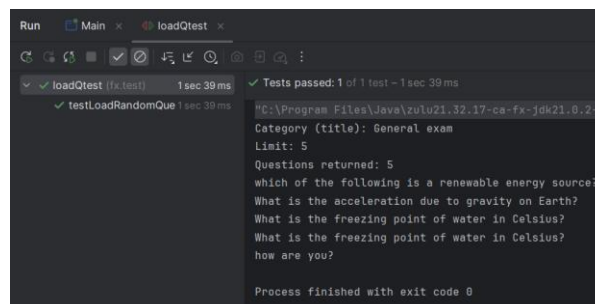 Run Main × loadQtest ×
loadQtest (fx.test) 1 sec 39 ms
testLoadRandomQue 1 sec 39 ms
Tests passed: 1 of 1 test – 1 sec 39 ms
"C:\Program Files\Java\zulu21.32.17-ca-fx-jdk21.0.2-
Category (title): General exam
Limit: 5
Questions returned: 5
which of the following is a renewable energy source?
What is the acceleration due to gravity on Earth?
What is the freezing point of water in Celsius?
What is the freezing point of water in Celsius?
how are you?
Process finished with exit code 0